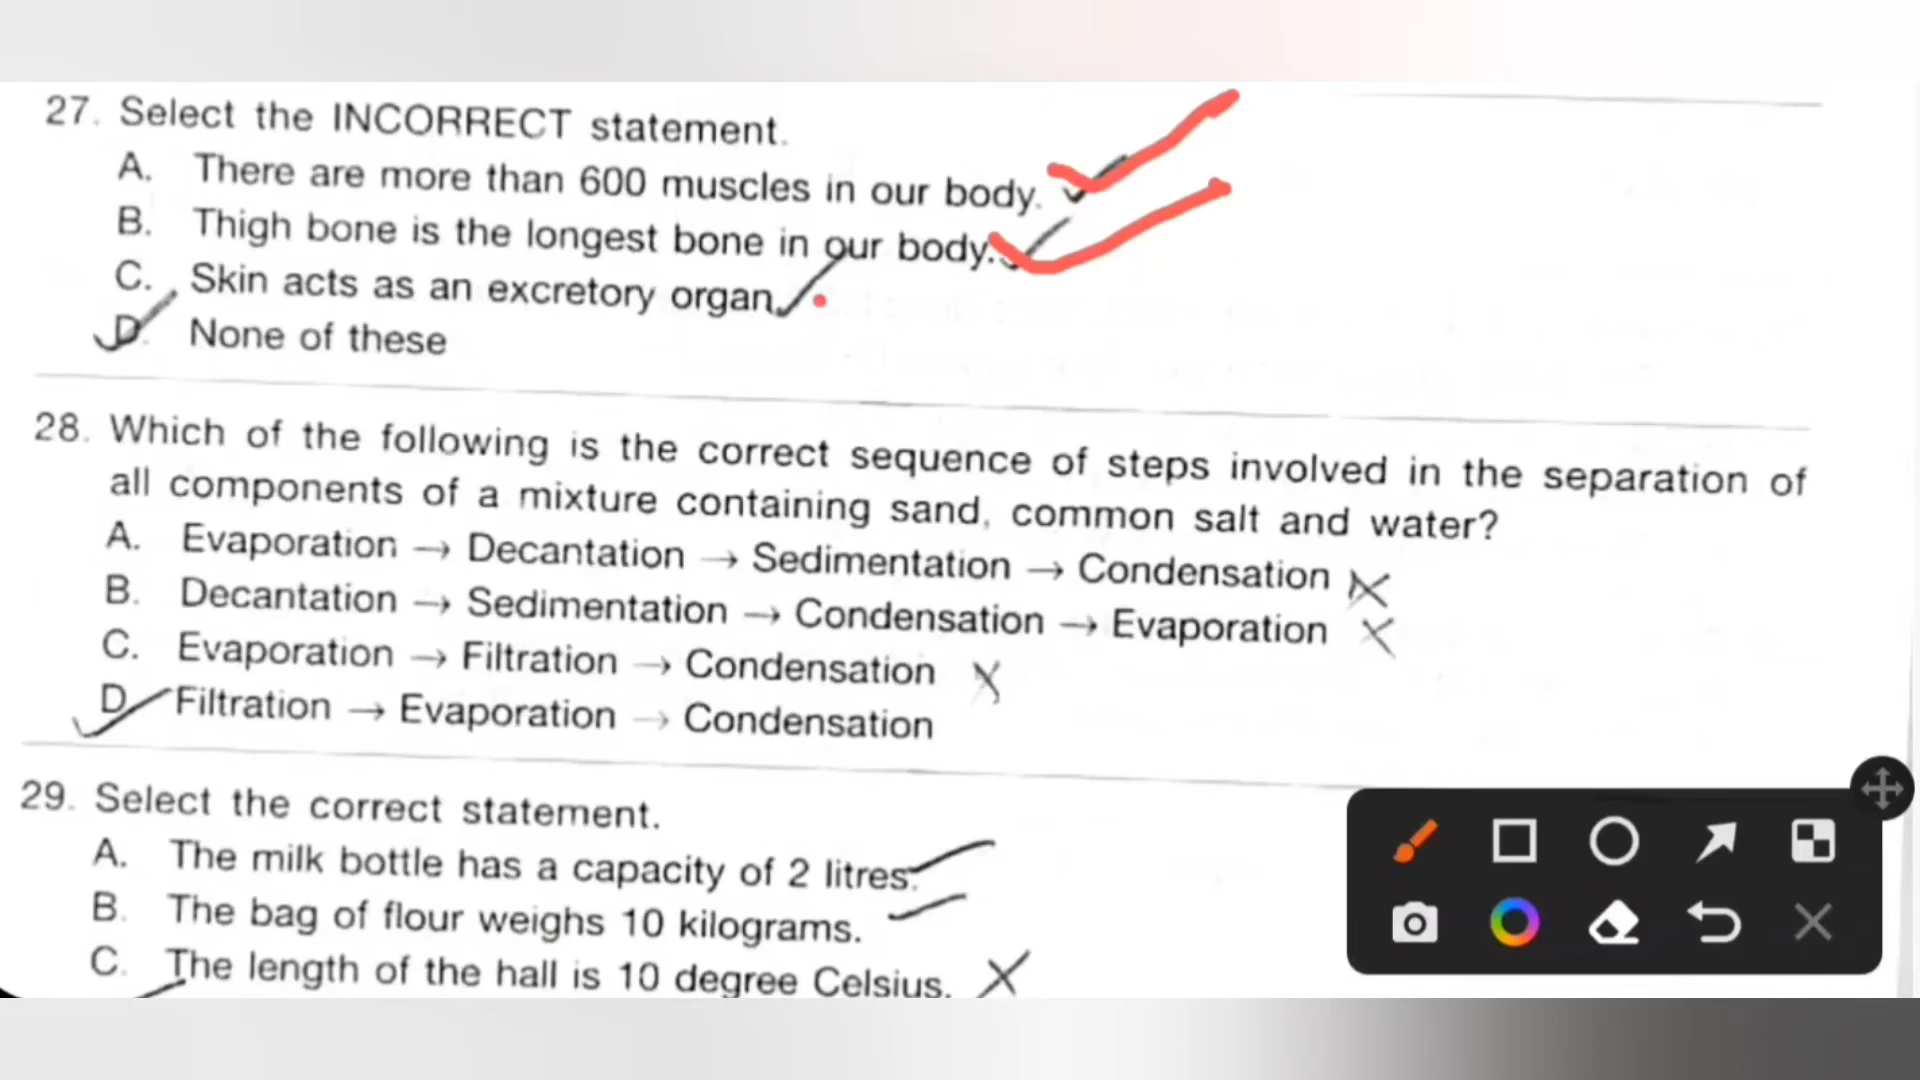 27. Select the INCORRECT statement.
A. There are more than 600 muscles in our body.
B. Thigh bone is the longest bone in our body.
C. Skin acts as an excretory organ.
D. None of these
28. Which of the following is the correct sequence of steps involved in the separation of
all components of a mixture containing sand, common salt and water?
A. Evaporation → Decantation → Sedimentation → Condensation
B. Decantation → Sedimentation → Condensation → Evaporation
C. Evaporation → Filtration → Condensation
D. Filtration → Evaporation → Condensation
29. Select the correct statement.
A. The milk bottle has a capacity of 2 litres.
B. The bag of flour weighs 10 kilograms.
C. The length of the hall is 10 degree Celsius.